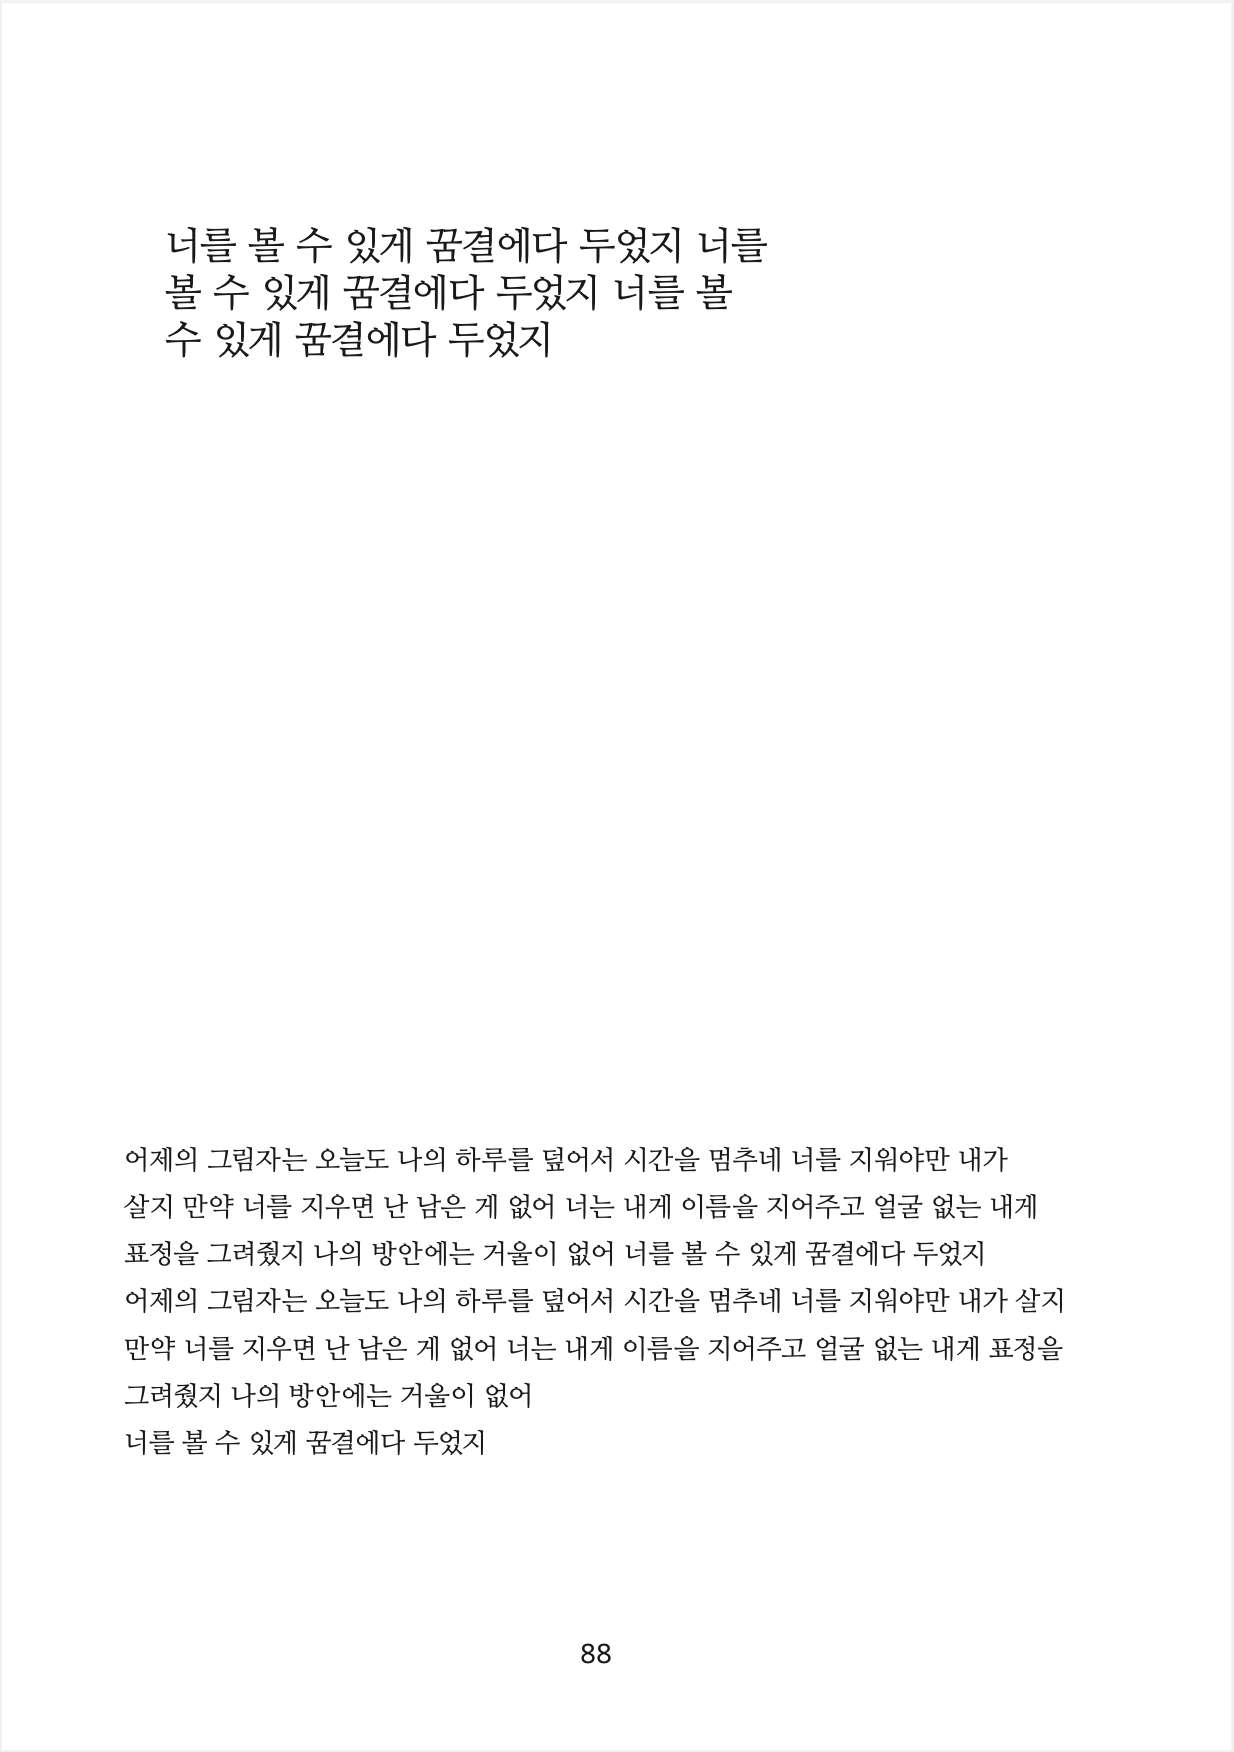 너를 볼 수 있게 꿈결에다 두었지 너를
볼 수 있게 꿈결에다 두었지 너를 볼
수 있게 꿈결에다 두었지
어제의 그림자는 오늘도 나의 하루를 덮어서 시간을 멈추네 너를 지워야만 내가
살지 만약 너를 지우면 난 남은 게 없어 너는 내게 이름을 지어주고 얼굴 없는 내게
표정을 그려줬지 나의 방안에는 거울이 없어 너를 볼 수 있게 꿈결에다 두었지
어제의 그림자는 오늘도 나의 하루를 덮어서 시간을 멈추네 너를 지워야만 내가 살지
만약 너를 지우면 난 남은 게 없어 너는 내게 이름을 지어주고 얼굴 없는 내게 표정을
그려줬지 나의 방안에는 거울이 없어
너를 볼 수 있게 꿈결에다 두었지
88